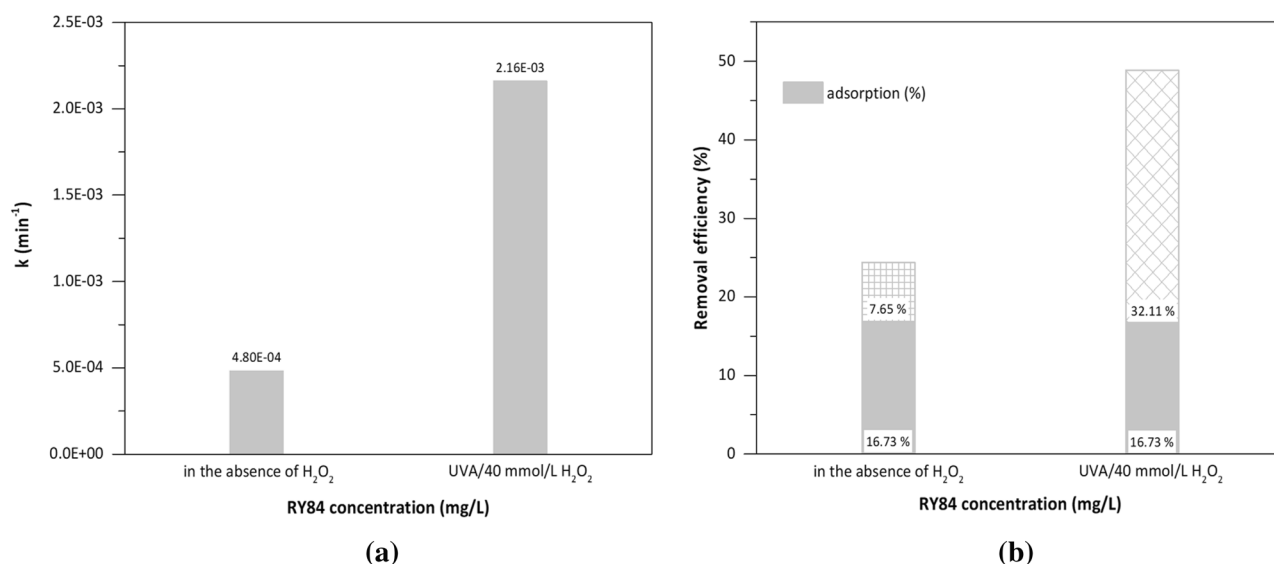 2.5E-03
2.0E-03
1.5E-03
1.0E-03
5.0E-04
0.0E+00
k (min⁻¹)
2.16E-03
4.80E-04
in the absence of H₂O₂
UVA/40 mmol/L H₂O₂
RY84 concentration (mg/L)
(a)
50
40
30
20
10
0
Removal efficiency (%)
adsorption (%)
7.65 %
32.11 %
16.73 %
16.73 %
in the absence of H₂O₂
UVA/40 mmol/L H₂O₂
RY84 concentration (mg/L)
(b)